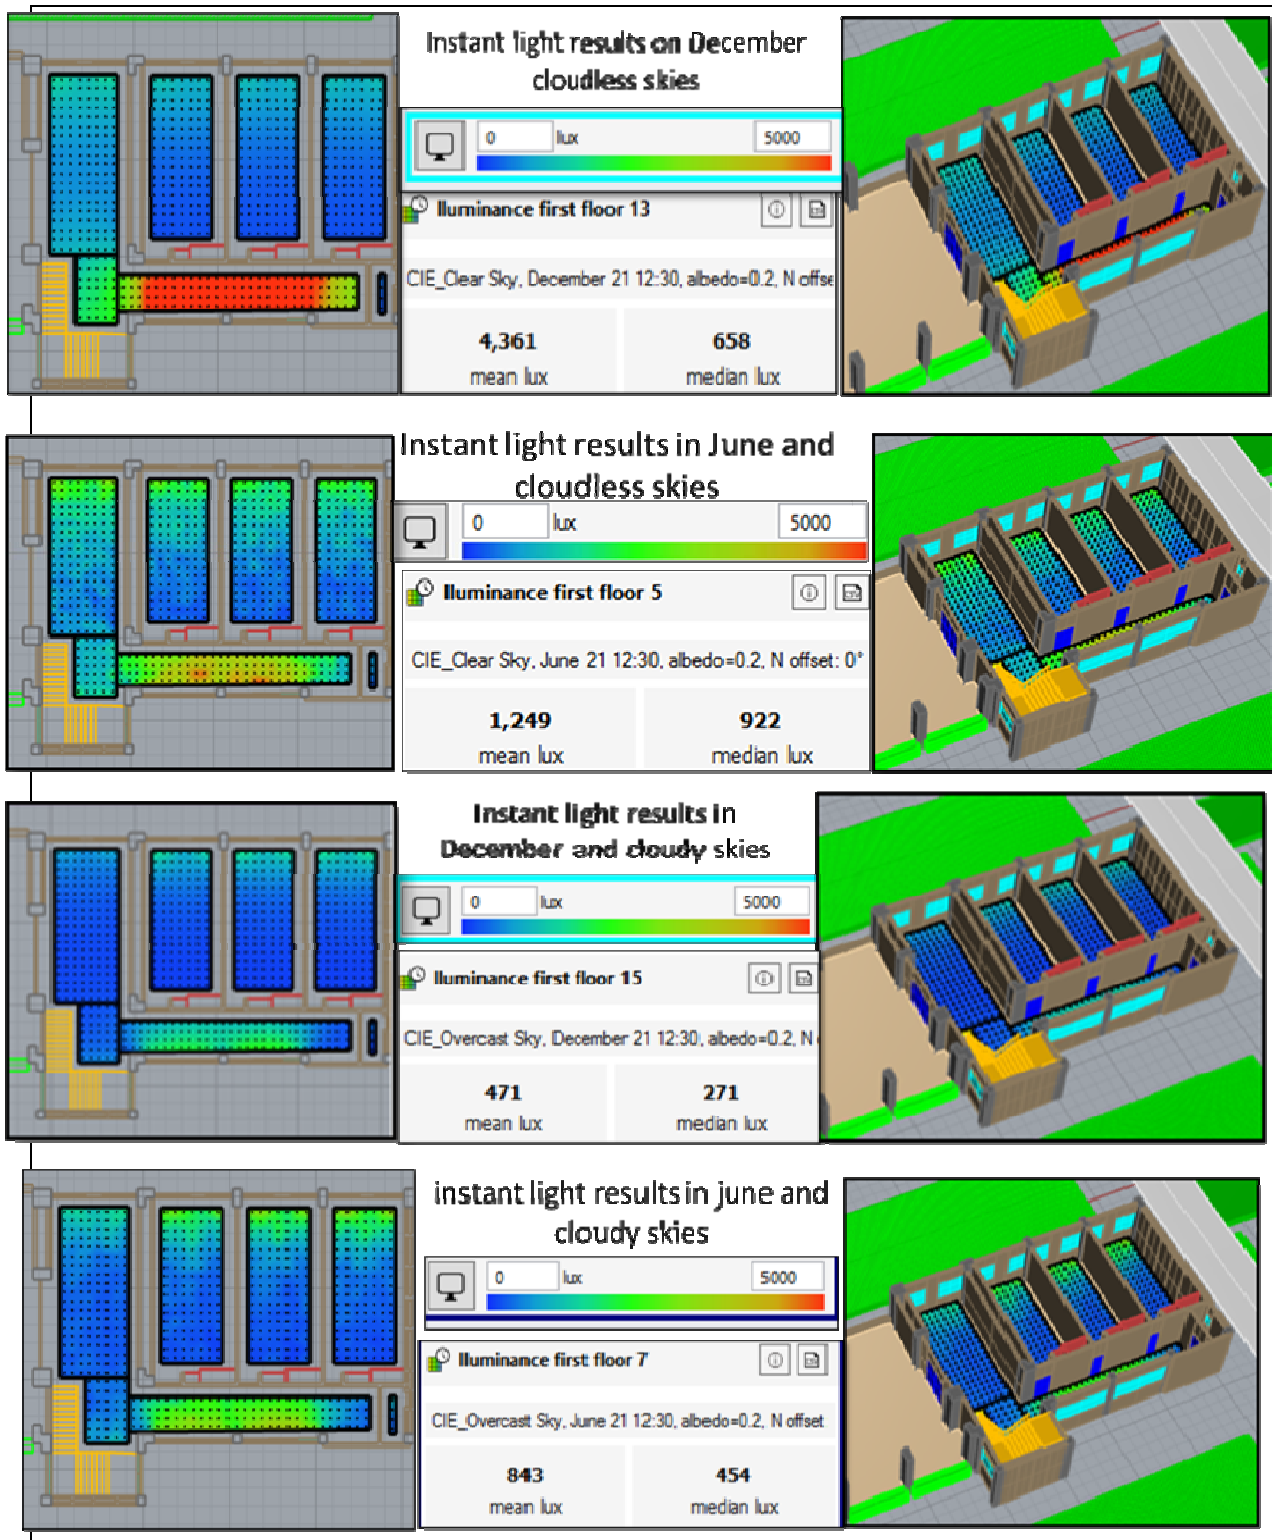 Instant light results on December
cloudless skies
0 lux 5000
Iluminance first floor 13
CIE_Clear Sky, December 21 12:30, albedo=0.2, N offse
4,361 658
mean lux median lux
Instant light results in June and
cloudless skies
0 lux 5000
Iluminance first floor 5
CIE_Clear Sky, June 21 12:30, albedo=0.2, N offset: 0°
1,249 922
mean lux median lux
Instant light results in
December and cloudy skies
0 lux 5000
Iluminance first floor 15
CIE_Overcast Sky, December 21 12:30, albedo=0.2, N
471 271
mean lux median lux
instant light results in june and
cloudy skies
0 lux 5000
Iluminance first floor 7
CIE_Overcast Sky, June 21 12:30, albedo=0.2, N offset
843 454
mean lux median lux